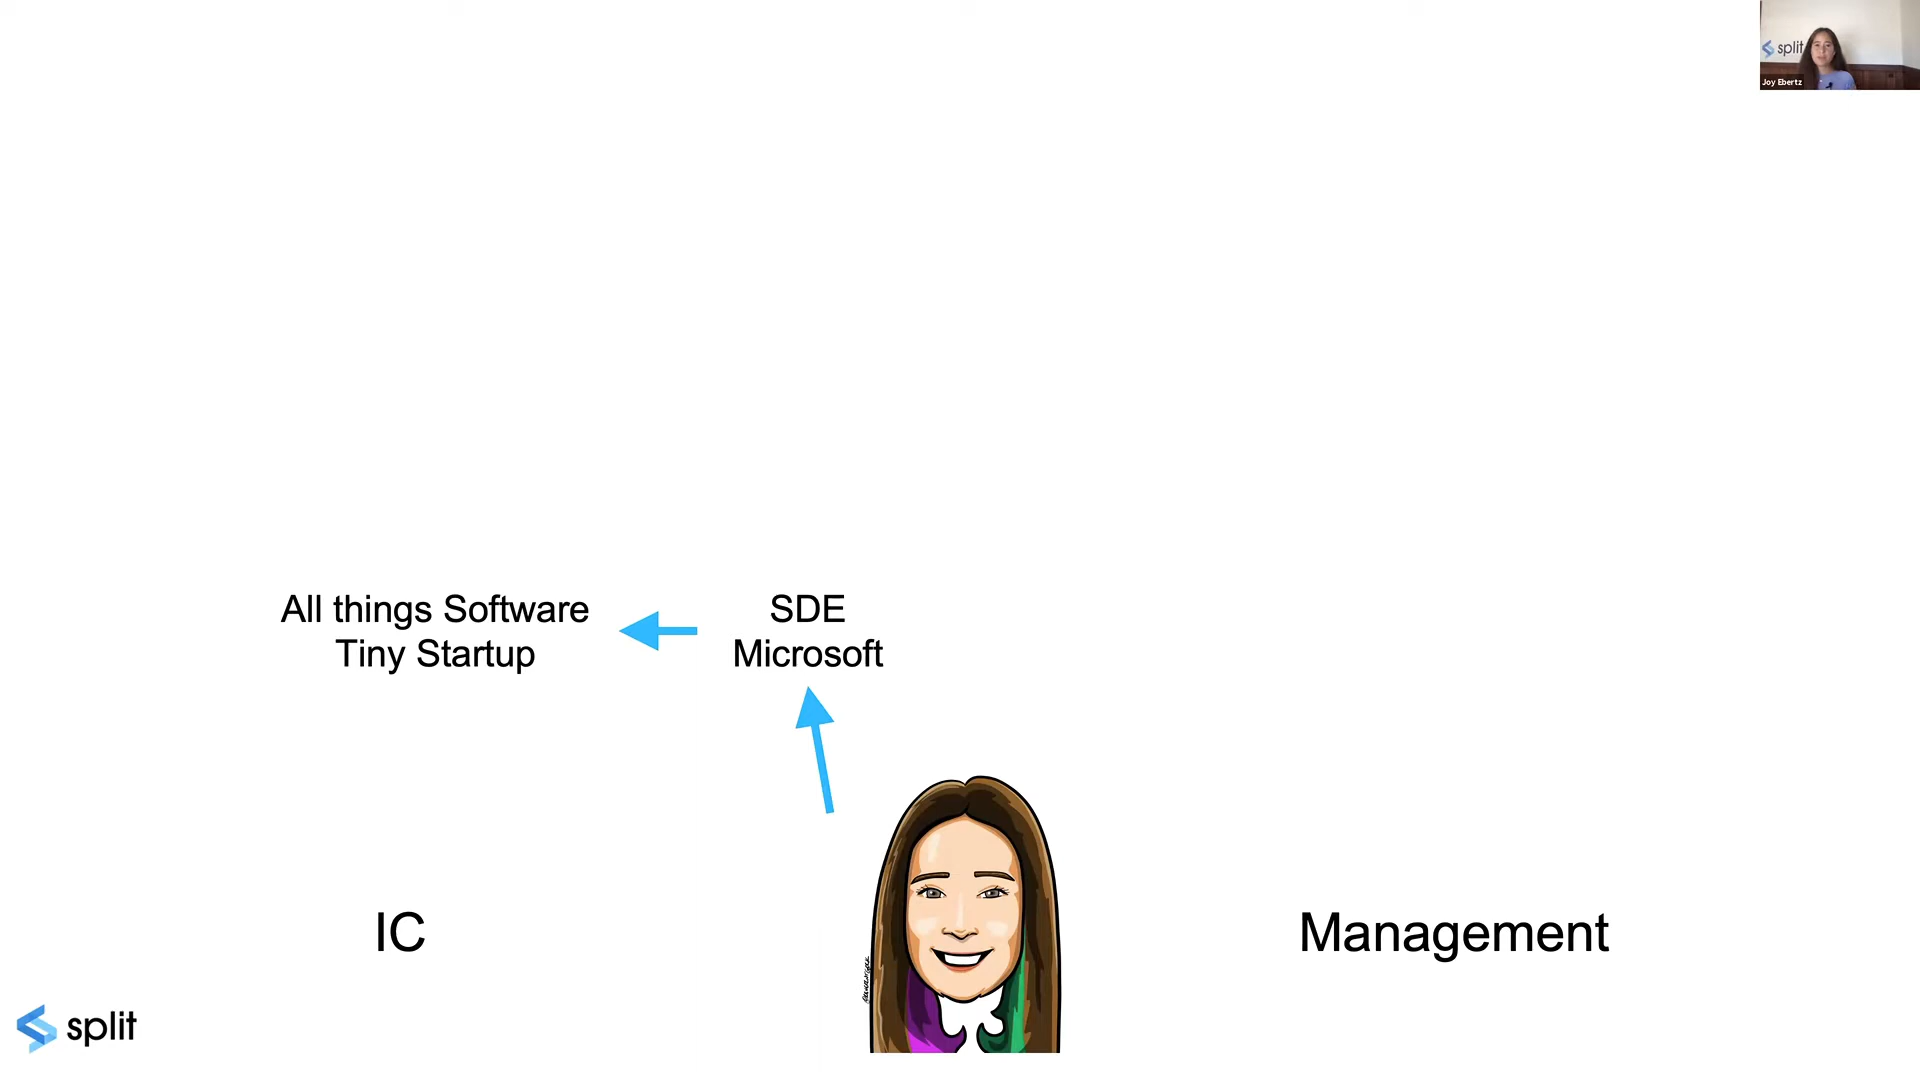 split
Joy Ebertz
All things Software
Tiny Startup
SDE
Microsoft
IC
Management
split